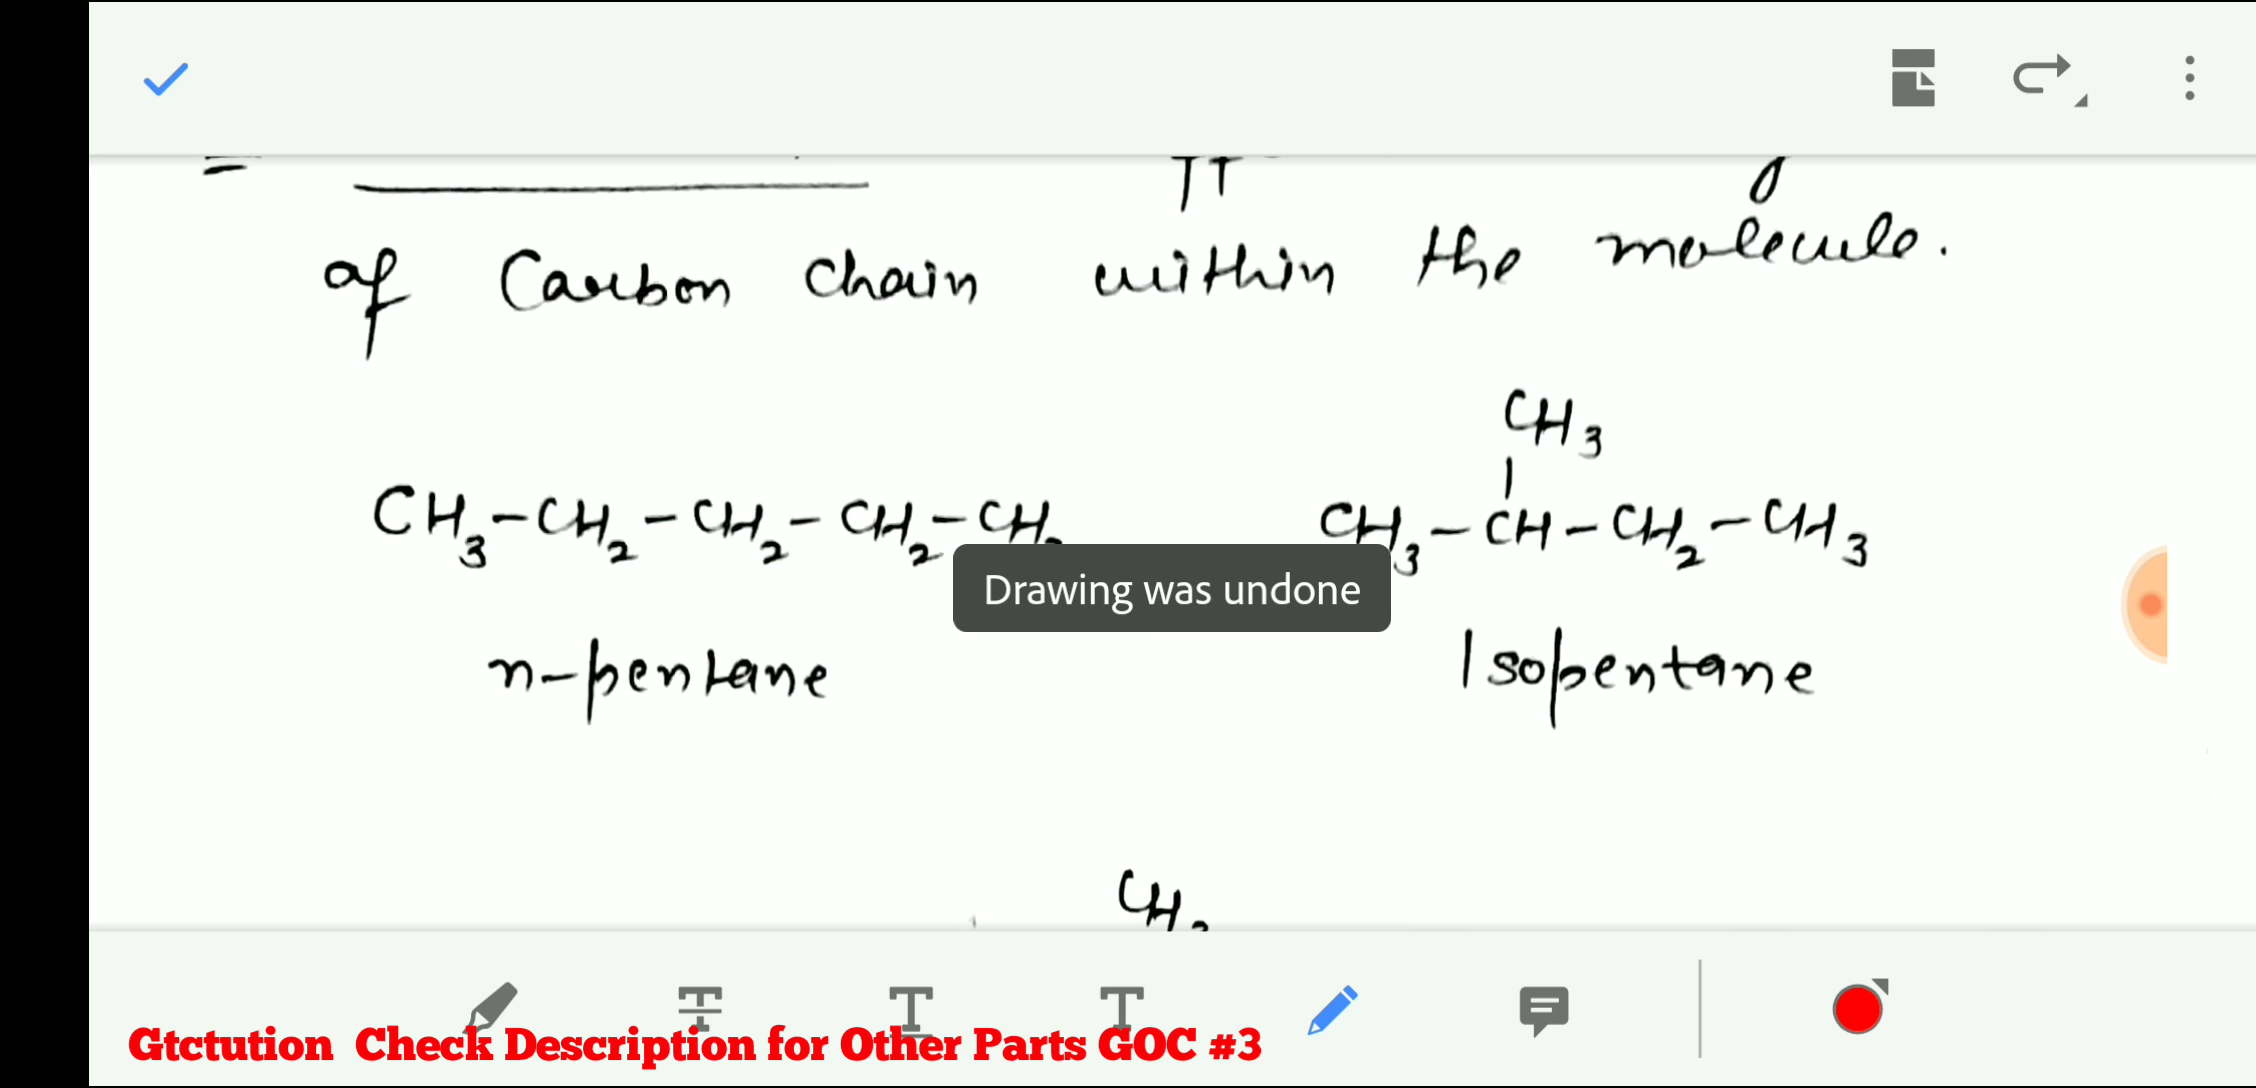 of Carbon chain within the molecule.
CH3
|
CH3-CH2-CH2-CH2-CH
CH3-CH-CH2-CH3
Drawing was undone
n-pentane
Isopentane
CH3
Gtctution Check Description for Other Parts GOC #3